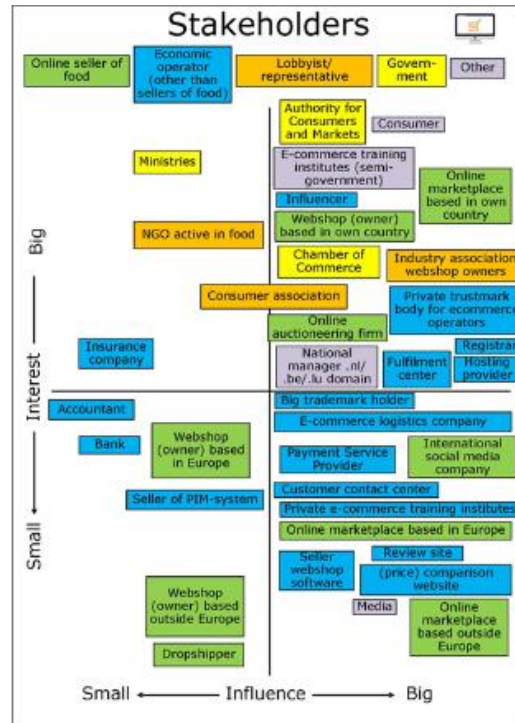 Stakeholders
Online seller of
food
Economic
operator
(other than
sellers of food)
Lobbyist/
representative
Govern-
ment
Other
Authority for
Consumers
and Markets
Consumer
Ministries
E-commerce training
institutes (semi-
government)
Online
marketplace
based in own
country
Influencer
Webshop (owner)
based in own country
NGO active in food
Chamber of
Commerce
Industry association
webshop owners
Consumer association
Private trustmark
body for ecommerce
operators
Online
auctioneering firm
Insurance
company
National
manager .nl/
.be/.lu domain
Fulfilment
center
Registrar
Hosting
provider
Big
Interest
Small
Accountant
Big trademark holder
E-commerce logistics company
Bank
Webshop
(owner) based
in Europe
Payment Service
Provider
International
social media
company
Seller of PIM-system
Customer contact center
Private e-commerce training institutes
Online marketplace based in Europe
Seller
webshop
software
Review site
(price) comparison
website
Webshop
(owner) based
outside Europe
Media
Online
marketplace
based outside
Europe
Dropshipper
Small
Influence
Big